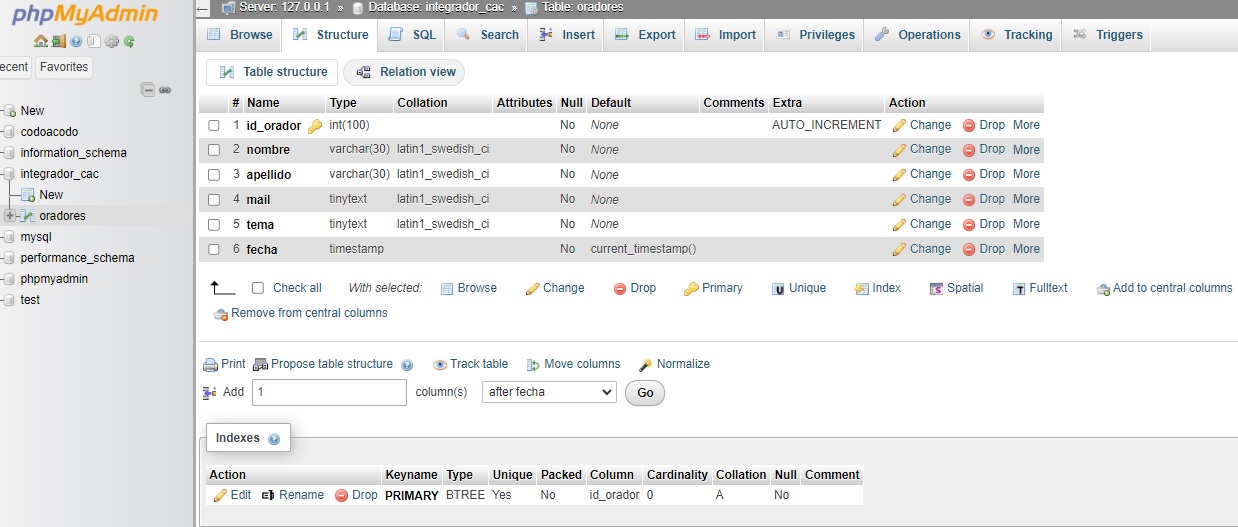 phpMyAdmin
Server: 127.0.0.1 » Database: integrador_cac » Table: oradores
Browse Structure SQL Search Insert Export Import Privileges Operations Tracking Triggers
ecent Favorites
New
codoacodo
information_schema
integrador_cac
New
oradores
mysql
performance_schema
phpmyadmin
test
Table structure Relation view
# Name Type Collation Attributes Null Default Comments Extra Action
1 id_orador int(100) No None AUTO_INCREMENT Change Drop More
2 nombre varchar(30) latin1_swedish_ci No None Change Drop More
3 apellido varchar(30) latin1_swedish_ci No None Change Drop More
4 mail tinytext latin1_swedish_ci No None Change Drop More
5 tema tinytext latin1_swedish_ci No None Change Drop More
6 fecha timestamp No current_timestamp() Change Drop More
Check all With selected: Browse Change Drop Primary Unique Index Spatial Fulltext Add to central columns
Remove from central columns
Print Propose table structure Track table Move columns Normalize
Add 1 column(s) after fecha Go
Indexes
Action Keyname Type Unique Packed Column Cardinality Collation Null Comment
Edit Rename Drop PRIMARY BTREE Yes No id_orador 0 A No